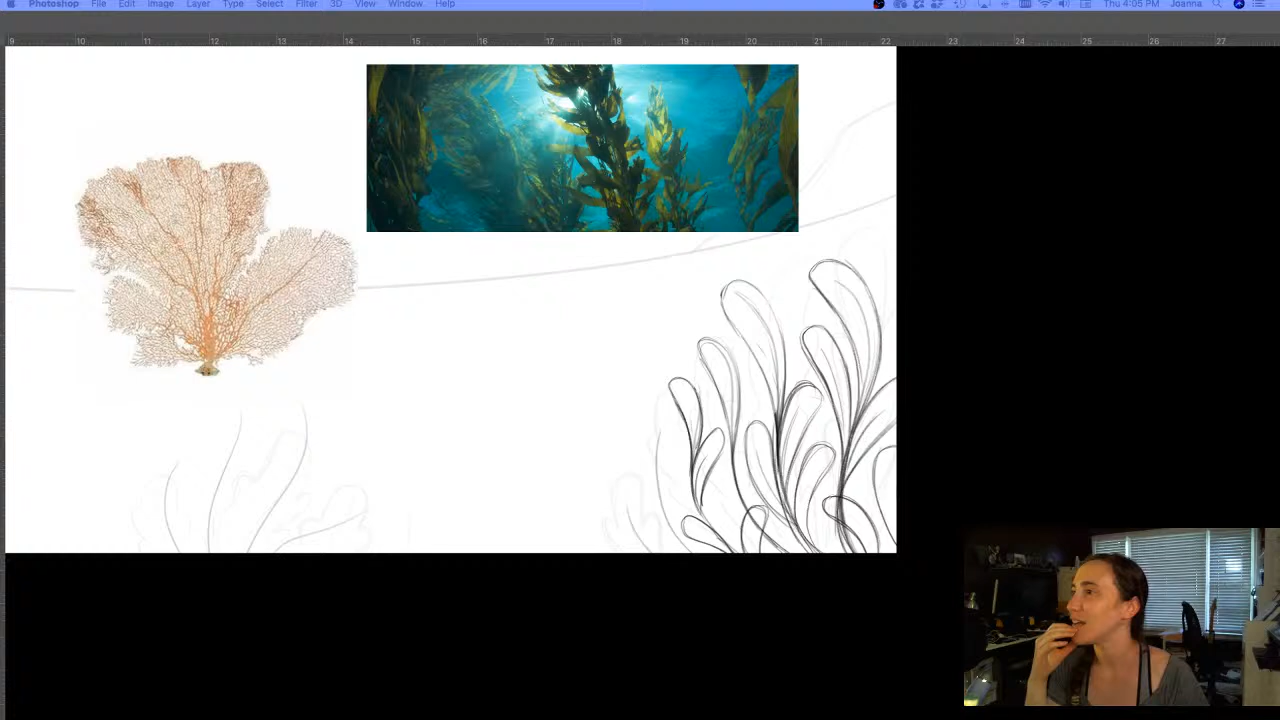 Photoshop File Edit Image Layer Type Select Filter 3D View Window Help Thu 4:05 PM Joanna
9 10 11 12 13 14 15 16 17 18 19 20 21 22 23 24 25 26 27